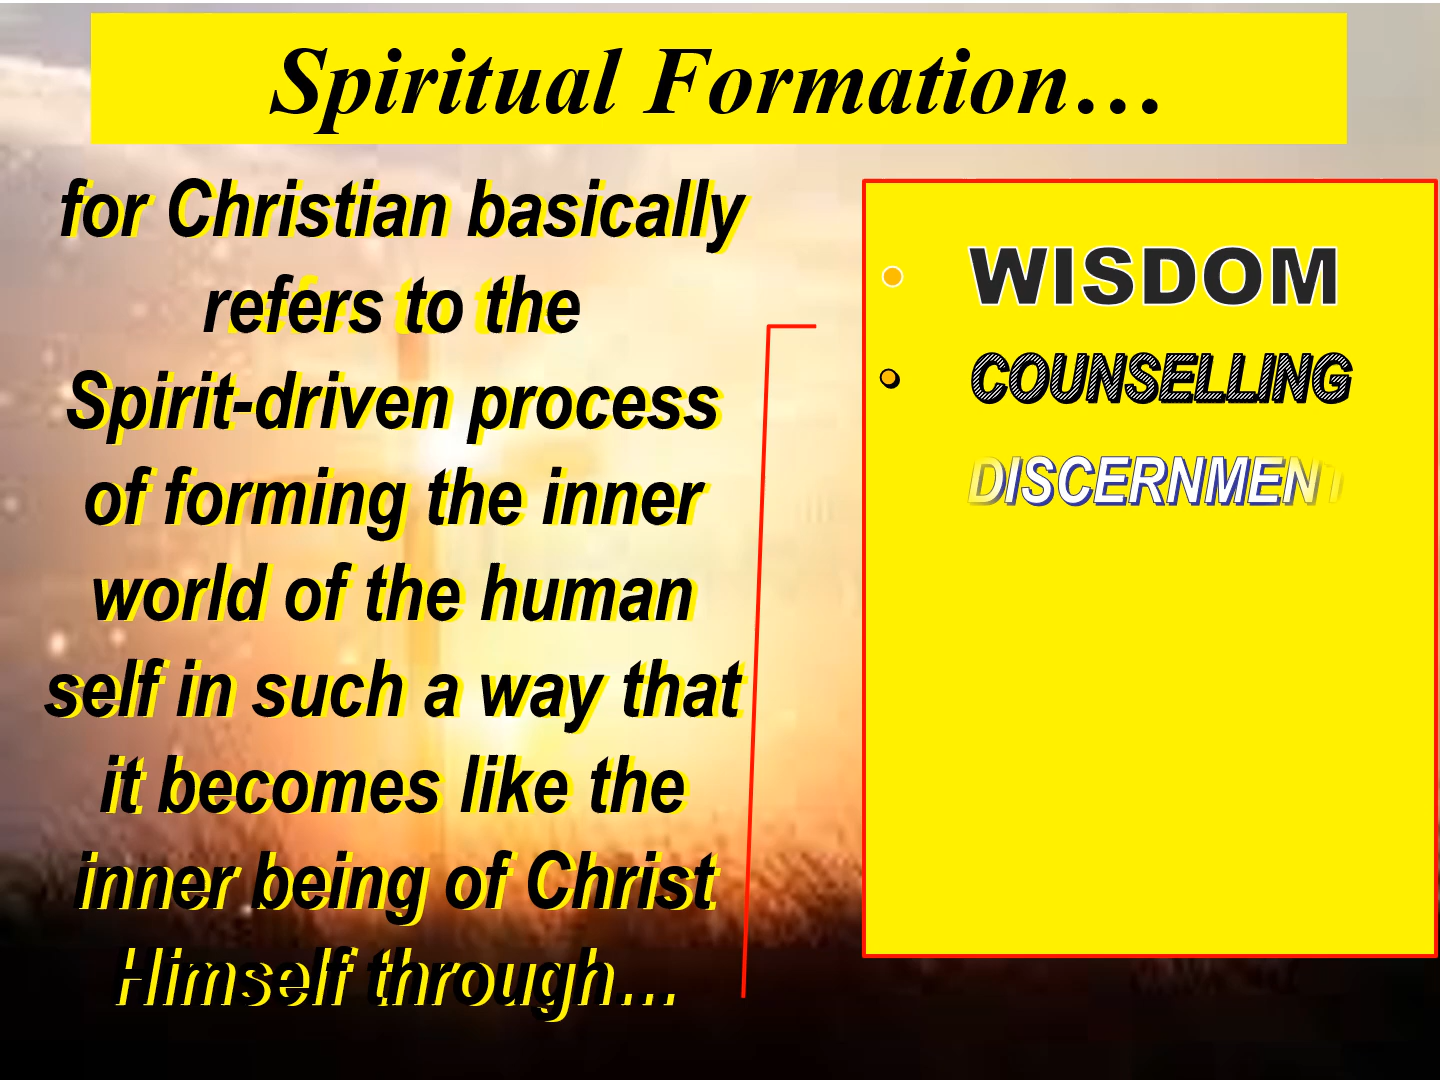 Spiritual Formation…
for Christian basically
refers to the
Spirit-driven process
of forming the inner
world of the human
self in such a way that
it becomes like the
inner being of Christ
Himself through…
• WISDOM
• COUNSELLING
DISCERNMENT